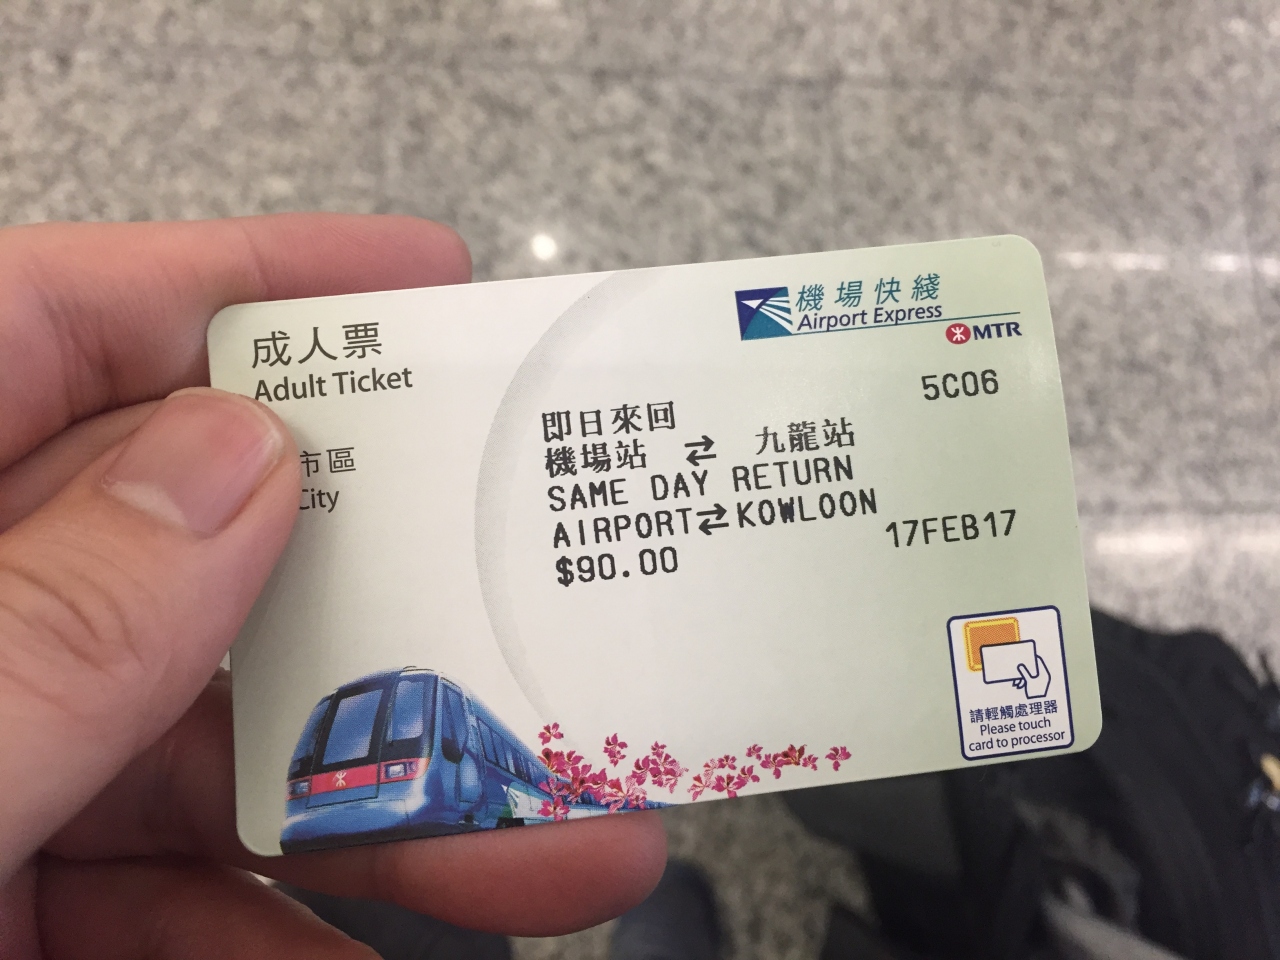 成人票
Adult Ticket
市區
City
機場快綫
Airport Express
MTR
5C06
即日來回
機場站 ⇄ 九龍站
SAME DAY RETURN
AIRPORT⇄KOWLOON
$90.00
17FEB17
請輕觸處理器
Please touch
card to processor